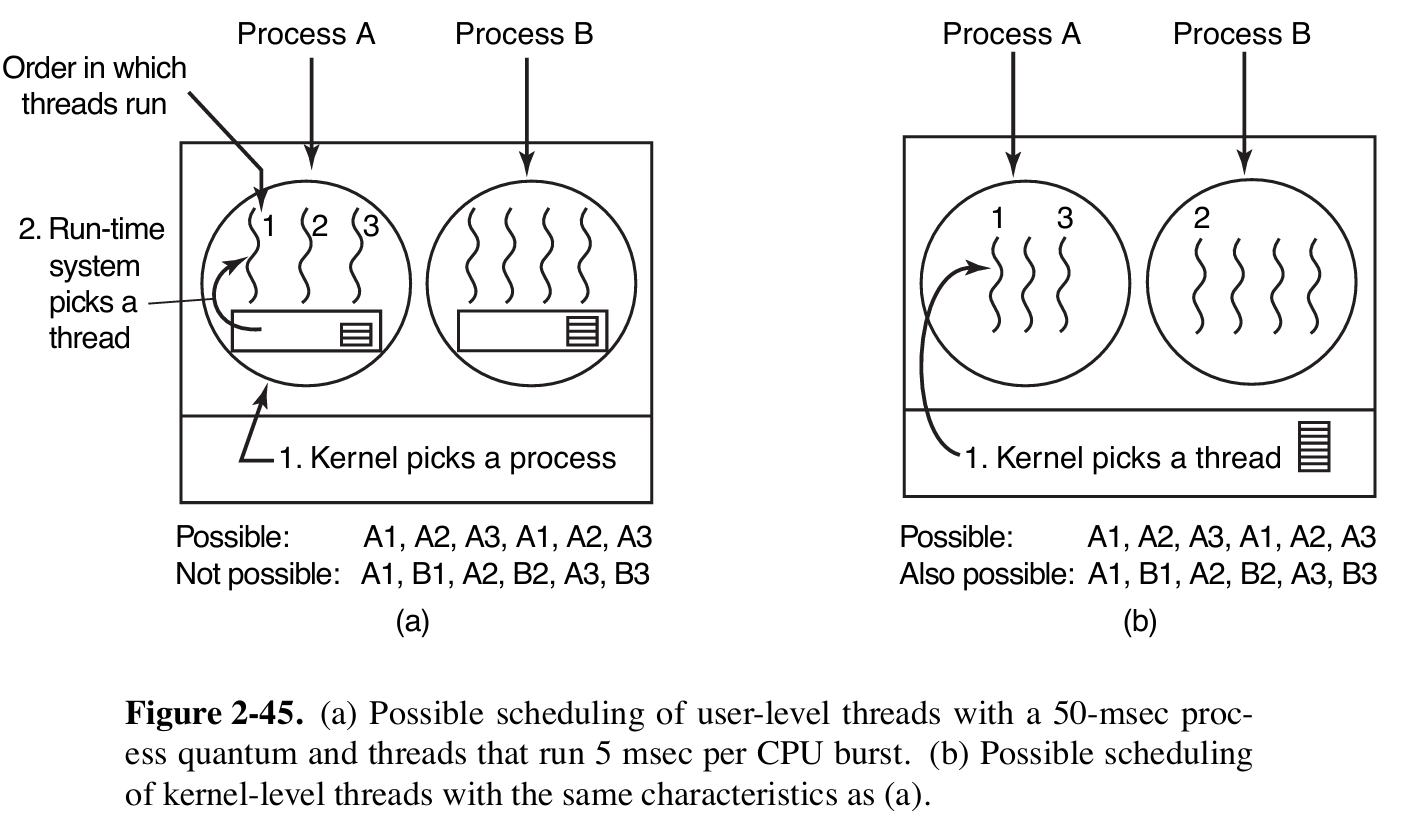 Process A
Process B
Order in which
threads run
1
2
3
2. Run-time
system
picks a
thread
1. Kernel picks a process
Possible: A1, A2, A3, A1, A2, A3
Not possible: A1, B1, A2, B2, A3, B3
(a)
Process A
Process B
1
3
2
1. Kernel picks a thread
Possible: A1, A2, A3, A1, A2, A3
Also possible: A1, B1, A2, B2, A3, B3
(b)
Figure 2-45. (a) Possible scheduling of user-level threads with a 50-msec proc-
ess quantum and threads that run 5 msec per CPU burst. (b) Possible scheduling
of kernel-level threads with the same characteristics as (a).